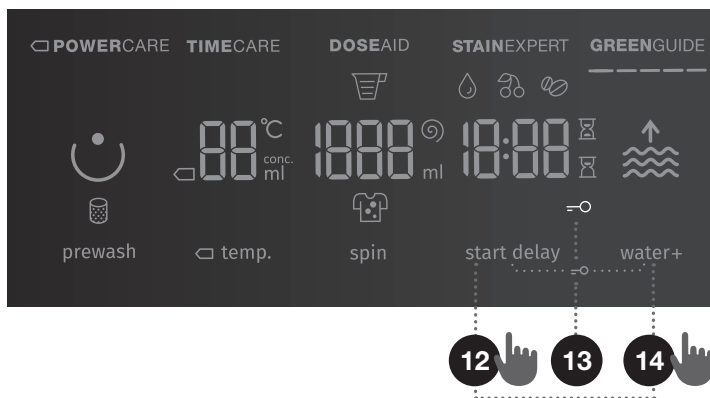 POWERCARE TIMECARE DOSEAID STAINEXPERT GREENGUIDE
88 °C conc. ml 1888 ml 18:88
prewash temp. spin start delay water+
12 13 14